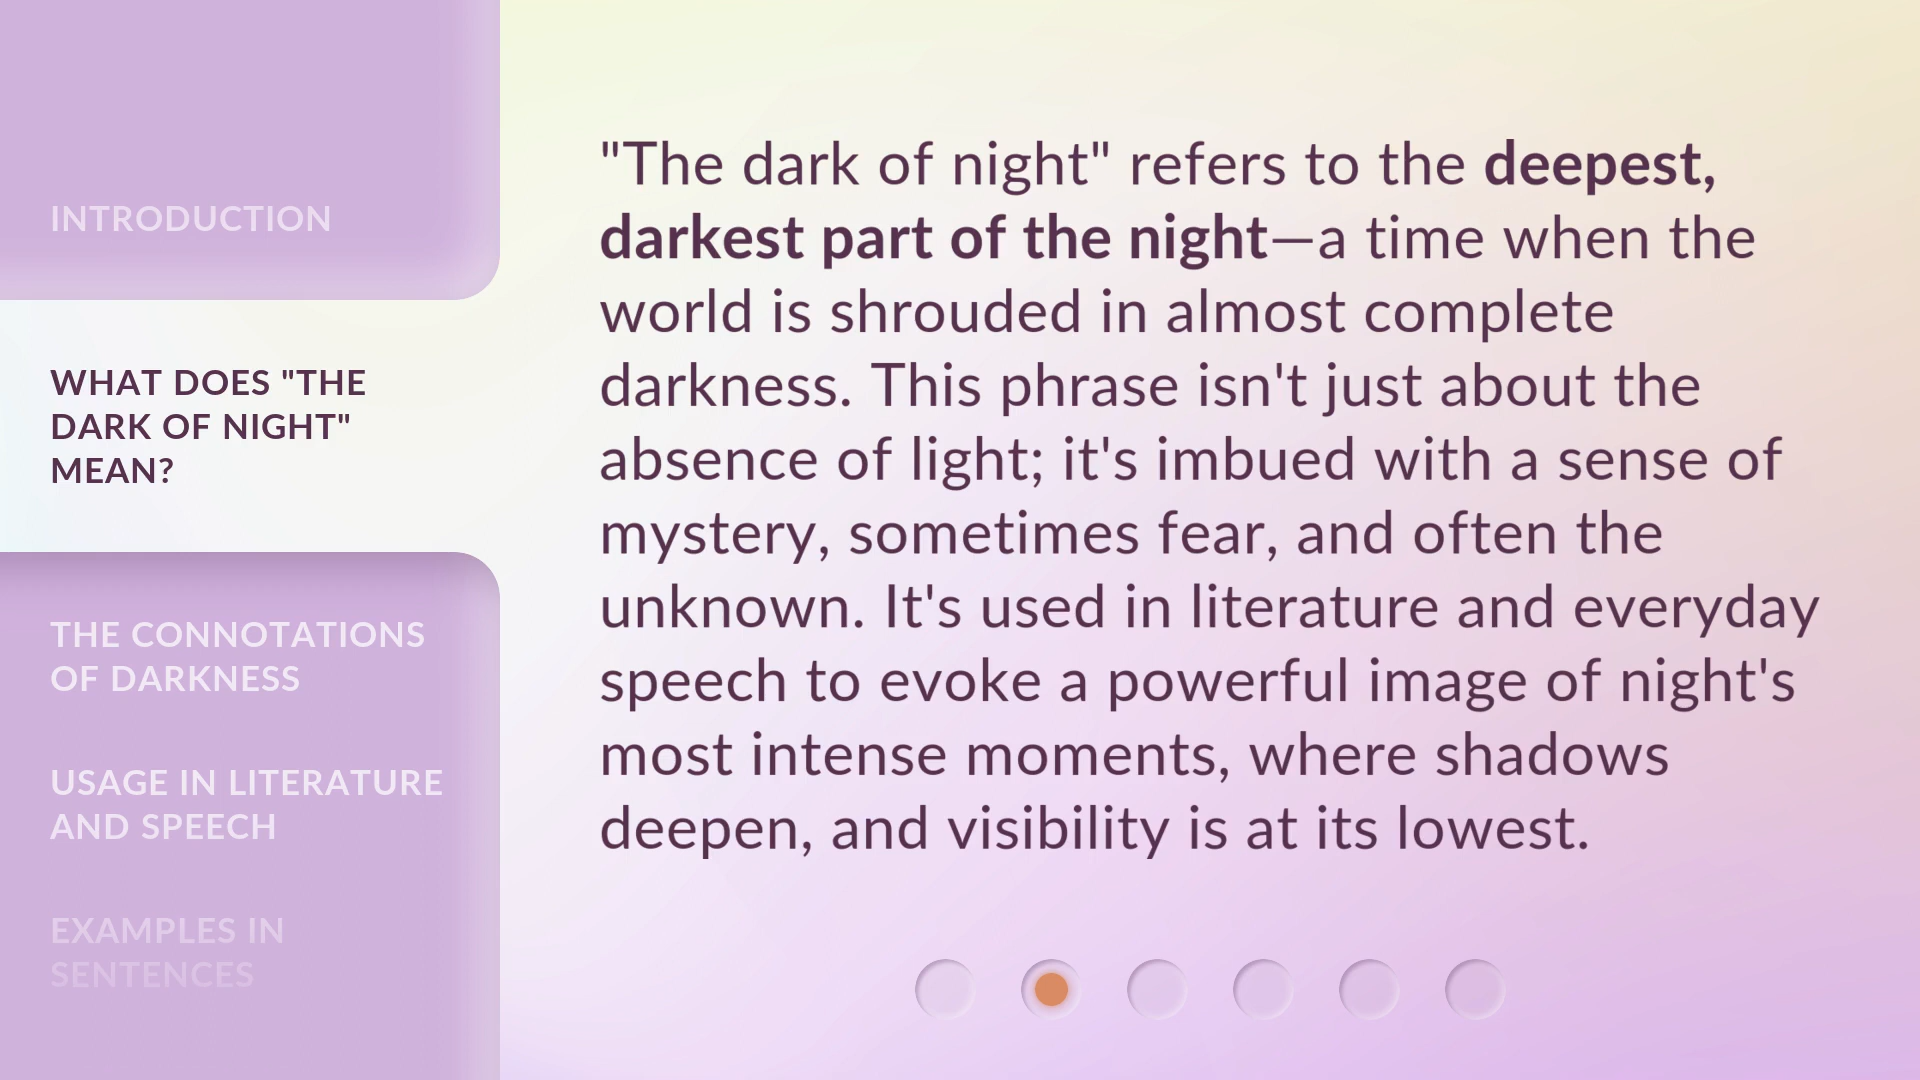 INTRODUCTION
WHAT DOES "THE
DARK OF NIGHT"
MEAN?
THE CONNOTATIONS
OF DARKNESS
USAGE IN LITERATURE
AND SPEECH
EXAMPLES IN
SENTENCES
"The dark of night" refers to the deepest,
darkest part of the night—a time when the
world is shrouded in almost complete
darkness. This phrase isn't just about the
absence of light; it's imbued with a sense of
mystery, sometimes fear, and often the
unknown. It's used in literature and everyday
speech to evoke a powerful image of night's
most intense moments, where shadows
deepen, and visibility is at its lowest.